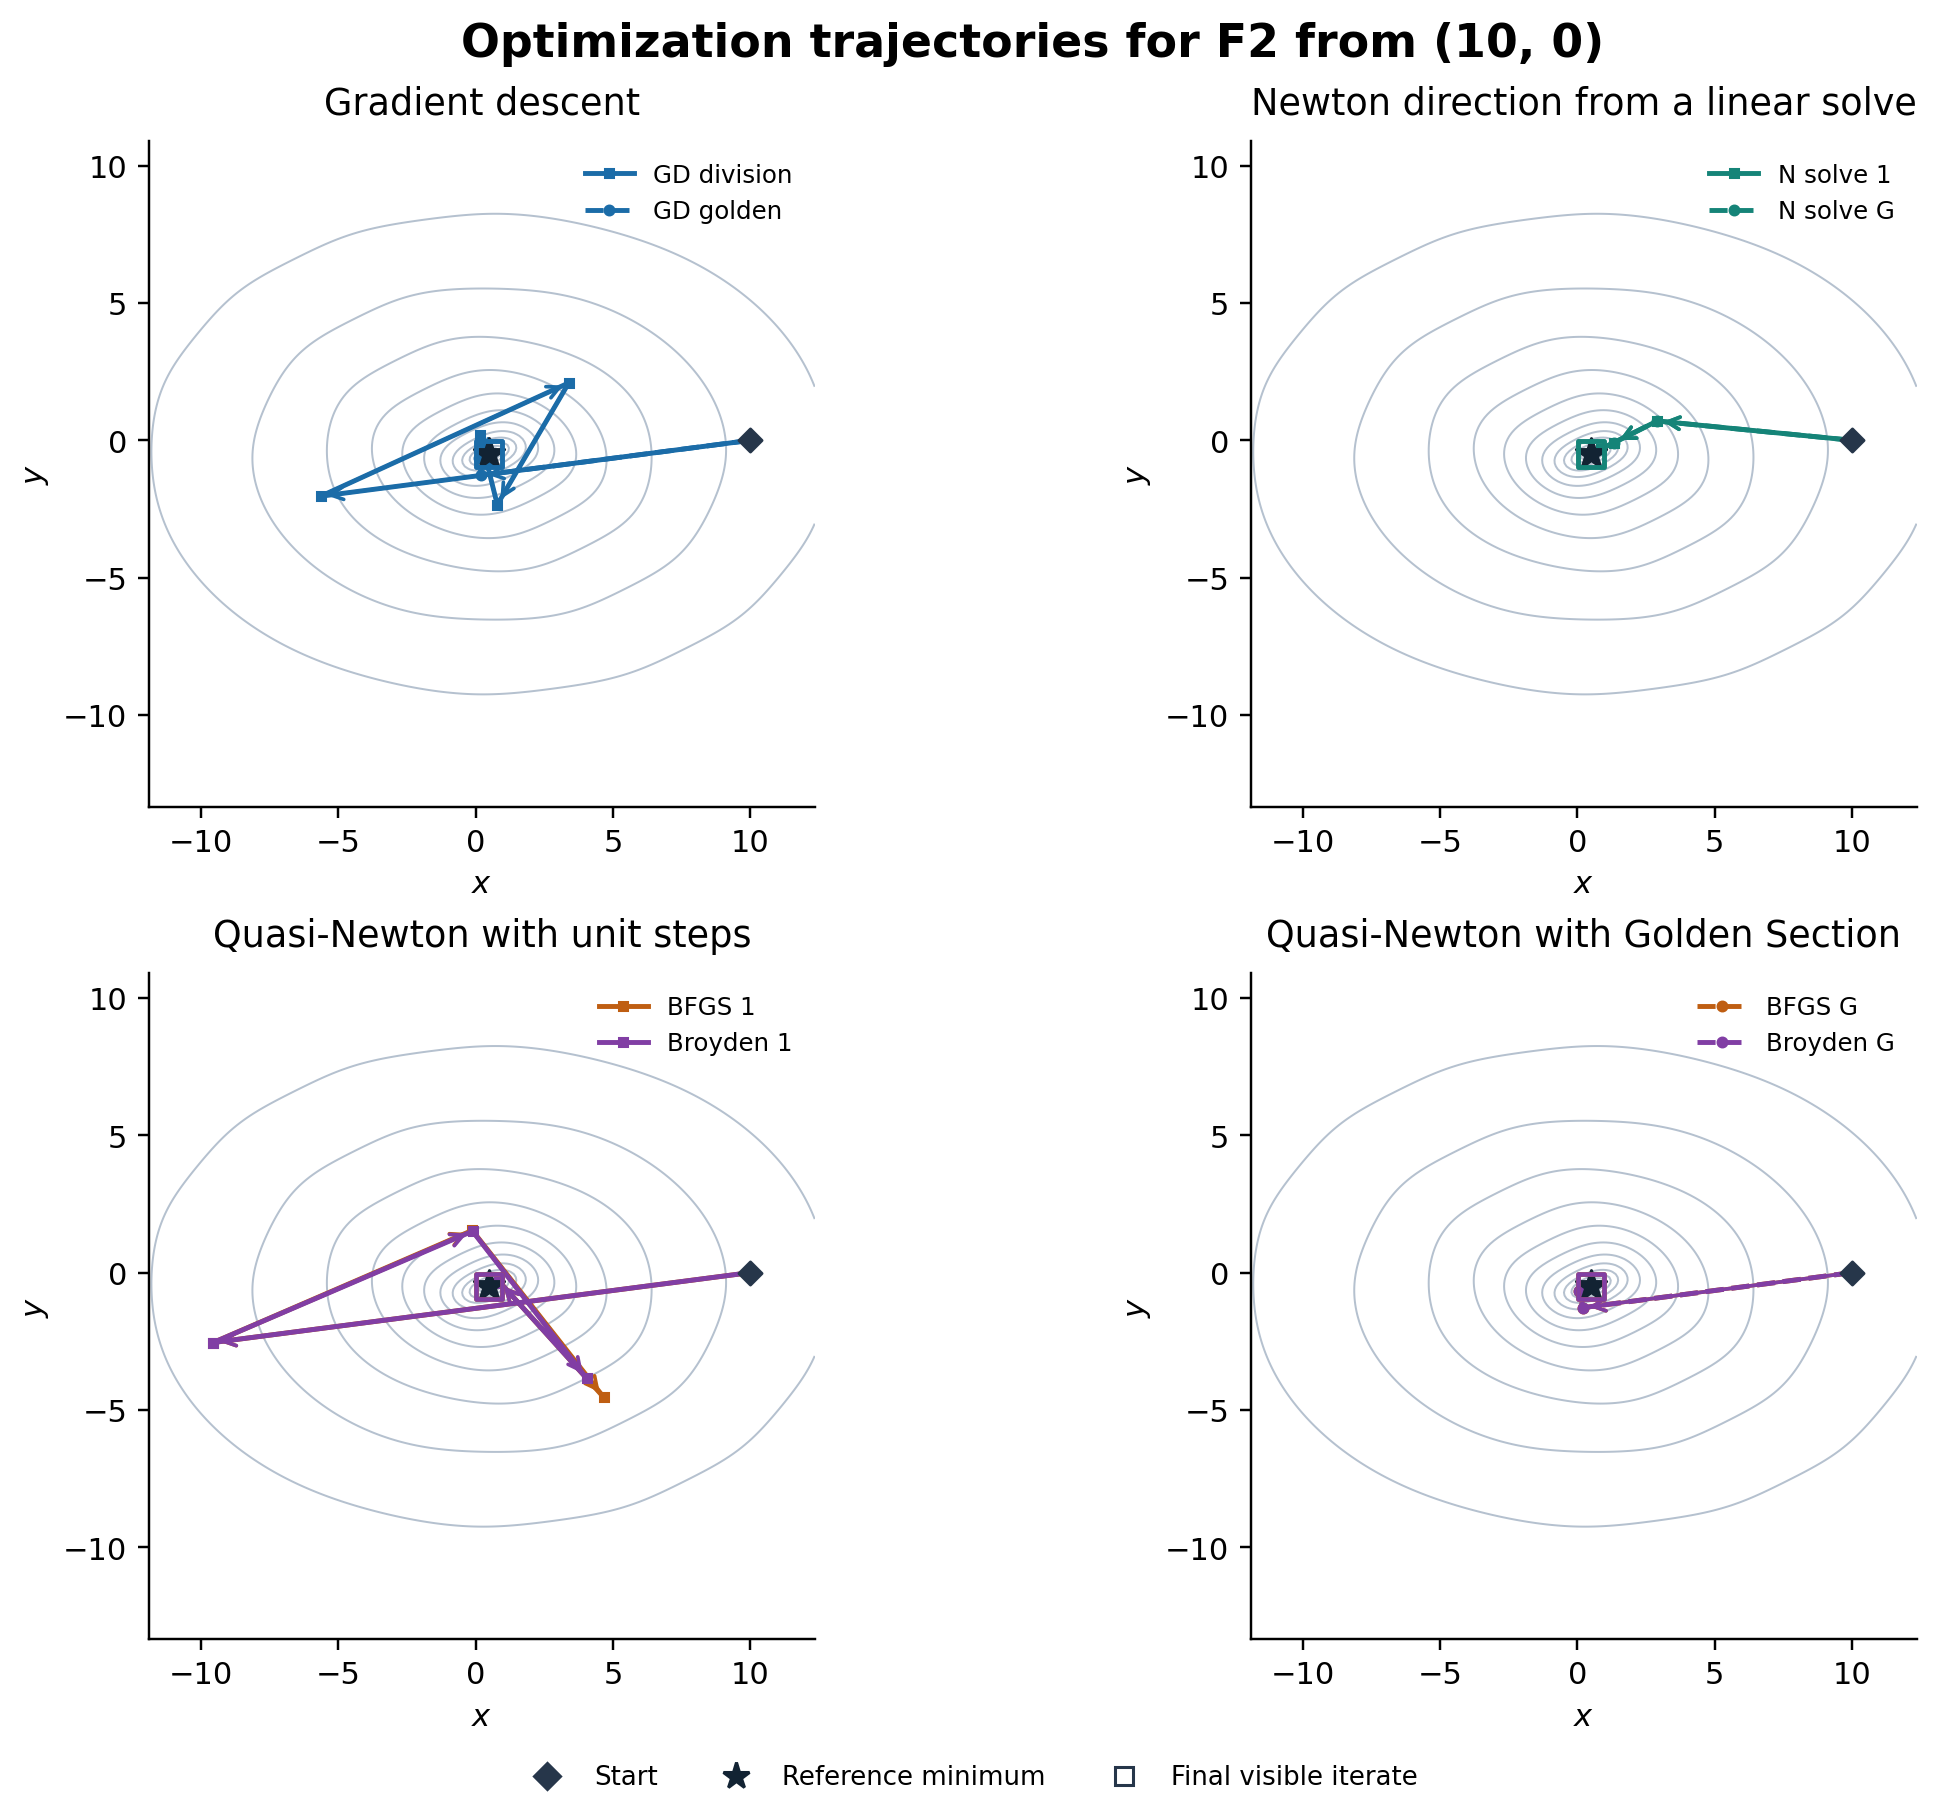 Optimization trajectories for F2 from (10, 0)
Gradient descent
GD division
GD golden
10
5
0
−5
−10
y
−10 −5 0 5 10
x
Newton direction from a linear solve
N solve 1
N solve G
10
5
0
−5
−10
y
−10 −5 0 5 10
x
Quasi-Newton with unit steps
BFGS 1
Broyden 1
10
5
0
−5
−10
y
−10 −5 0 5 10
x
Quasi-Newton with Golden Section
BFGS G
Broyden G
10
5
0
−5
−10
y
−10 −5 0 5 10
x
Start Reference minimum Final visible iterate